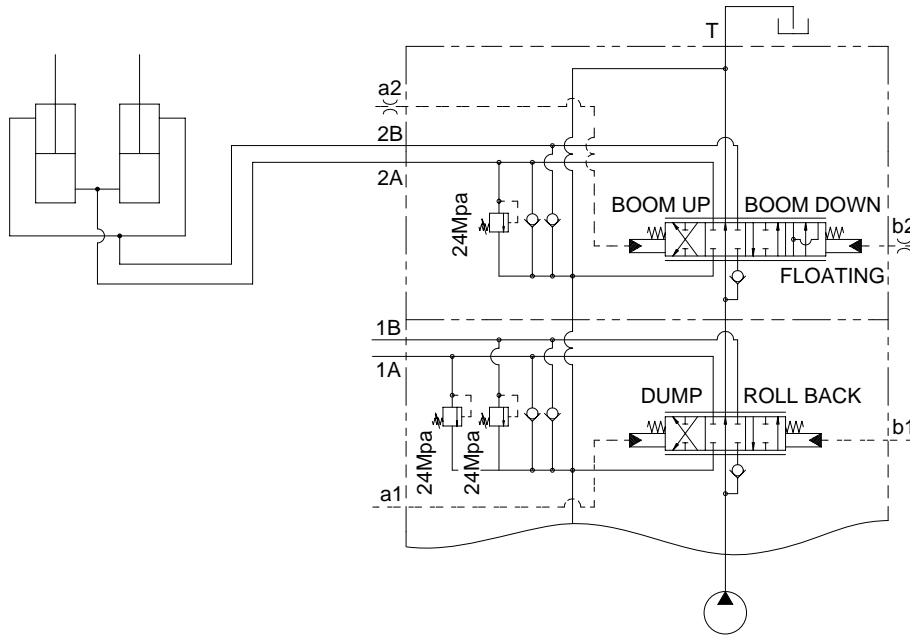 T
a2
2B
2A
BOOM UP BOOM DOWN
24Mpa
b2
FLOATING
1B
1A
DUMP ROLL BACK
24Mpa
24Mpa
b1
a1